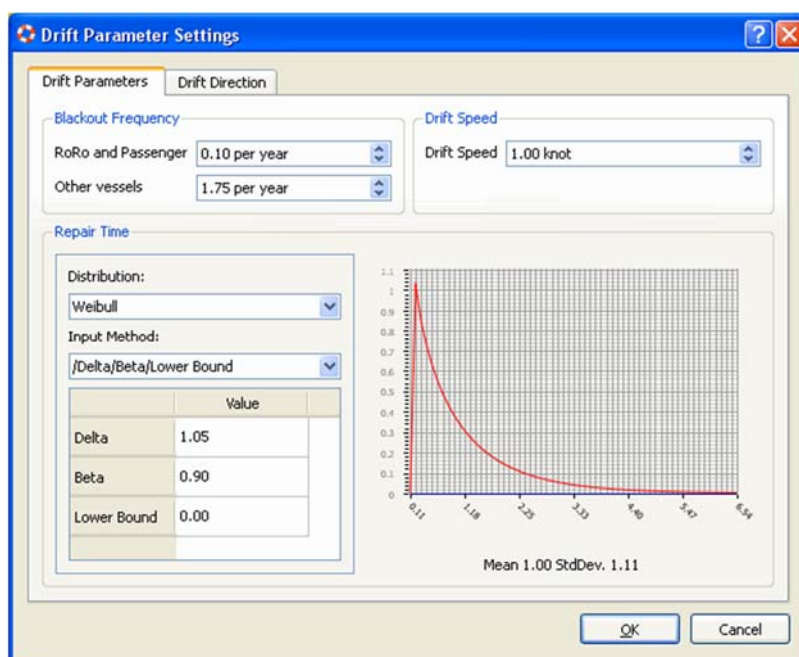 Drift Parameter Settings
Drift Parameters
Drift Direction
Blackout Frequency
RoRo and Passenger 0.10 per year
Other vessels 1.75 per year
Drift Speed
Drift Speed 1.00 knot
Repair Time
Distribution:
Weibull
Input Method:
/Delta/Beta/Lower Bound
Value
Delta 1.05
Beta 0.90
Lower Bound 0.00
1.1
1
0.9
0.8
0.7
0.6
0.5
0.4
0.3
0.2
0.1
0
0.11 1.18 2.25 3.33 4.40 5.47 6.54
Mean 1.00 StdDev. 1.11
OK
Cancel